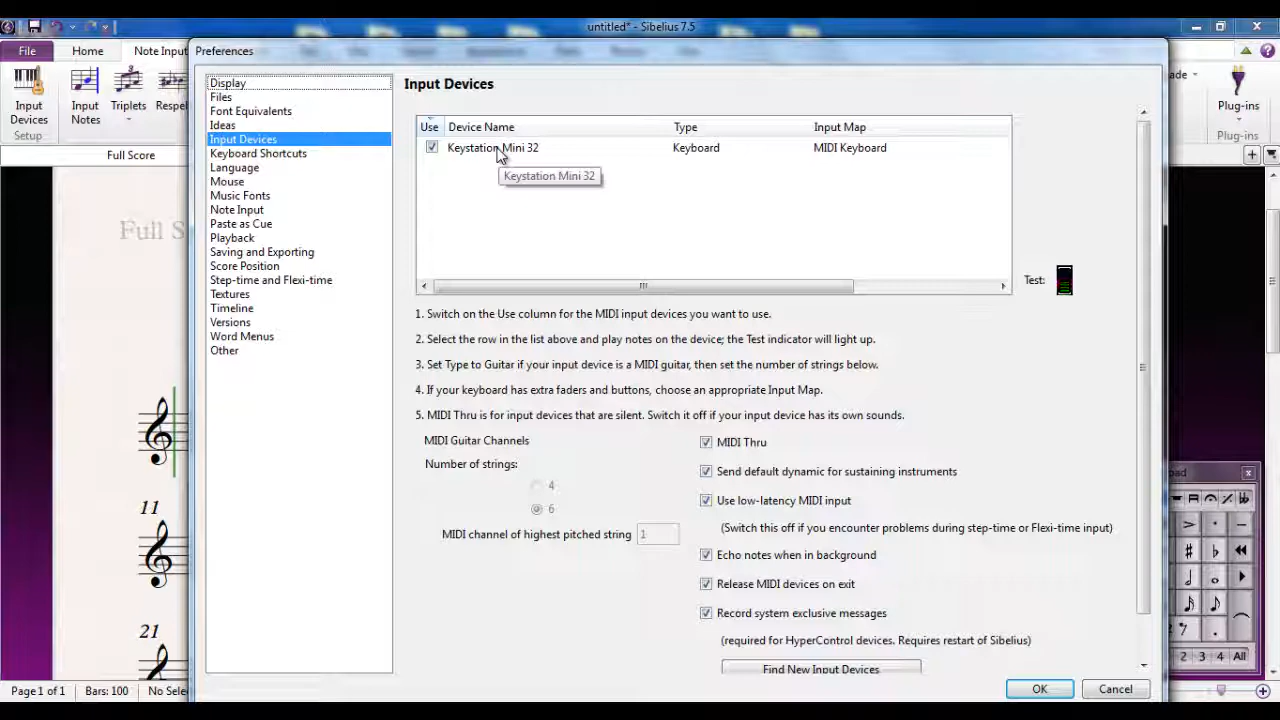 untitled* - Sibelius 7.5
File
Home
Note Input
Preferences
Input
Devices
Input
Notes
Triplets
Setup
Plug-ins
Plug-ins
Full Score
Full S
11
21
Page 1 of 1
Bars: 100
Display
Files
Font Equivalents
Ideas
Input Devices
Keyboard Shortcuts
Language
Mouse
Music Fonts
Note Input
Paste as Cue
Playback
Saving and Exporting
Score Position
Step-time and Flexi-time
Textures
Timeline
Versions
Word Menus
Other
Input Devices
Use
Device Name
Type
Input Map
Keystation Mini 32
Keyboard
MIDI Keyboard
Keystation Mini 32
Test:
1. Switch on the Use column for the MIDI input devices you want to use.
2. Select the row in the list above and play notes on the device; the Test indicator will light up.
3. Set Type to Guitar if your input device is a MIDI guitar, then set the number of strings below.
4. If your keyboard has extra faders and buttons, choose an appropriate Input Map.
5. MIDI Thru is for input devices that are silent. Switch it off if your input device has its own sounds.
MIDI Guitar Channels
Number of strings:
4
6
MIDI channel of highest pitched string
1
MIDI Thru
Send default dynamic for sustaining instruments
Use low-latency MIDI input
(Switch this off if you encounter problems during step-time or Flexi-time input)
Echo notes when in background
Release MIDI devices on exit
Record system exclusive messages
(required for HyperControl devices. Requires restart of Sibelius)
Find New Input Devices
OK
Cancel
2 3 4 All